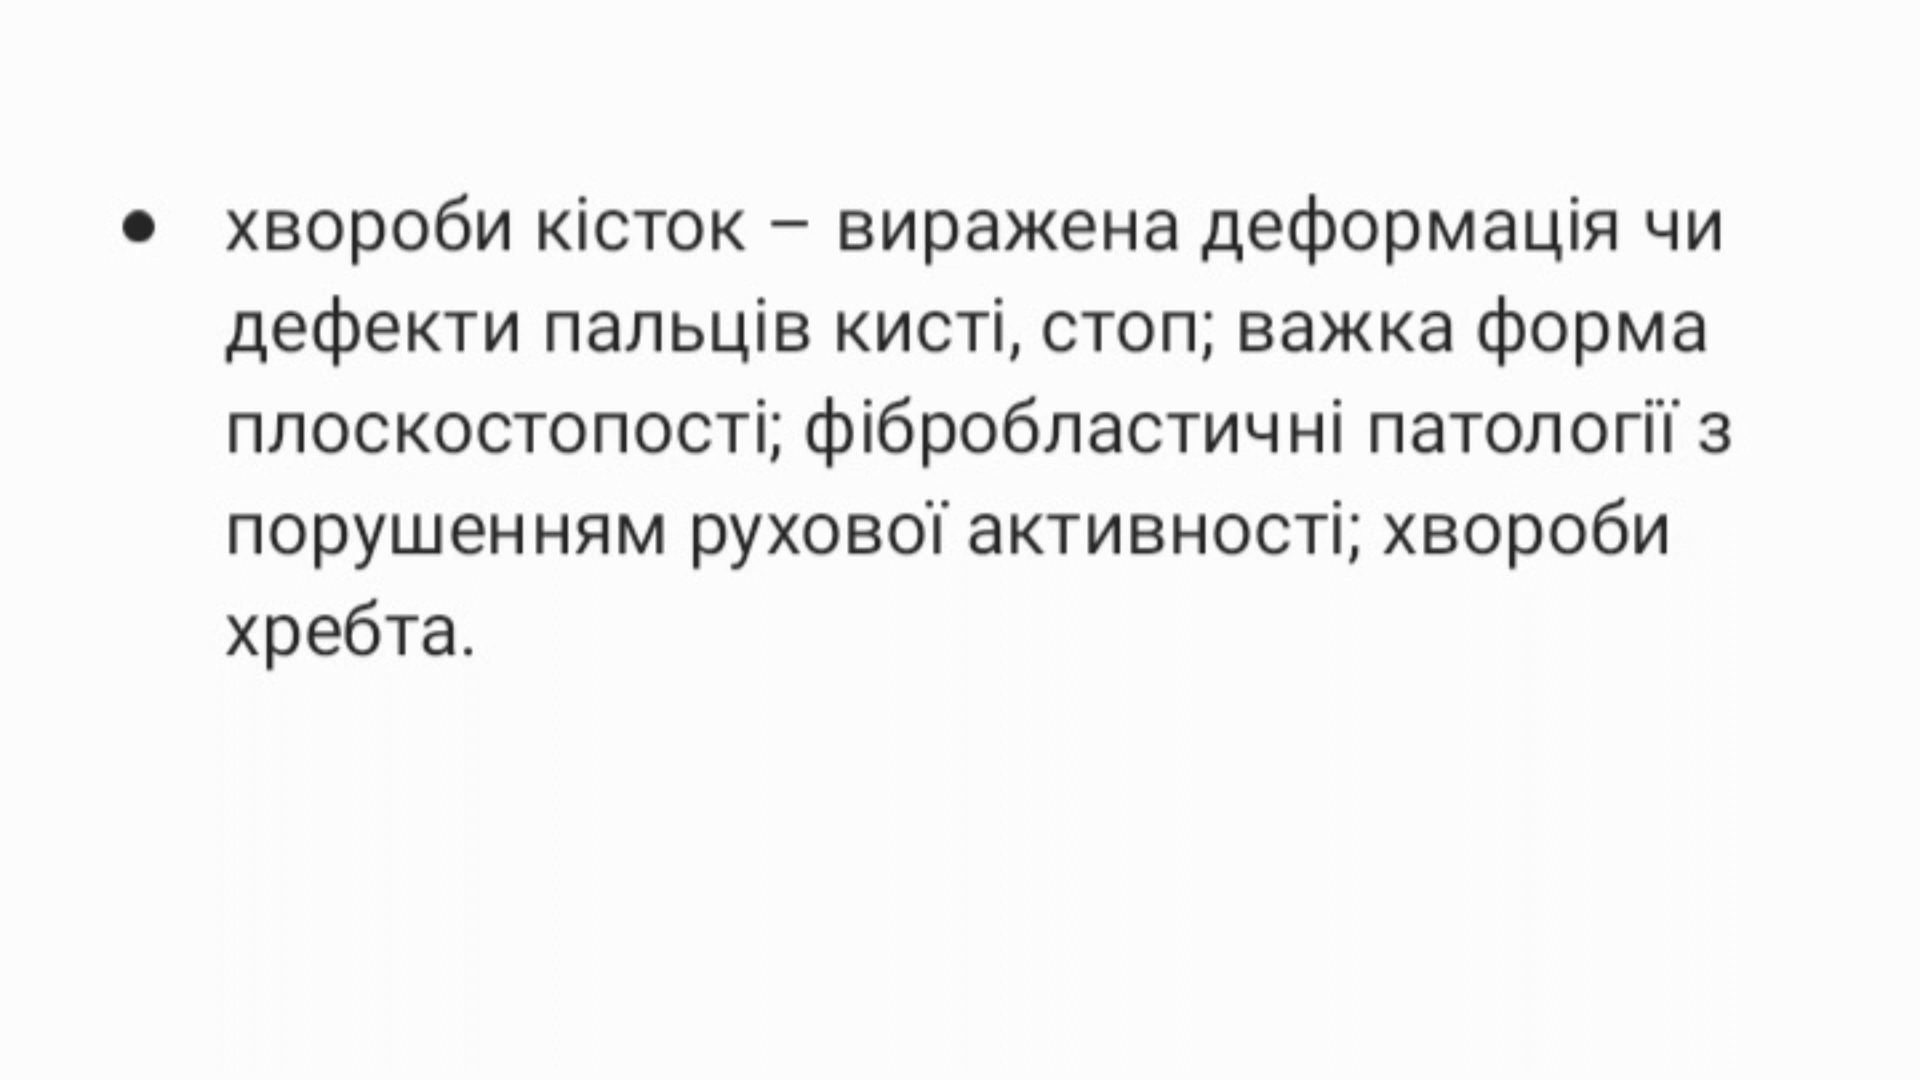 • хвороби кісток – виражена деформація чи
дефекти пальців кисті, стоп; важка форма
плоскостопості; фібробластичні патології з
порушенням рухової активності; хвороби
хребта.